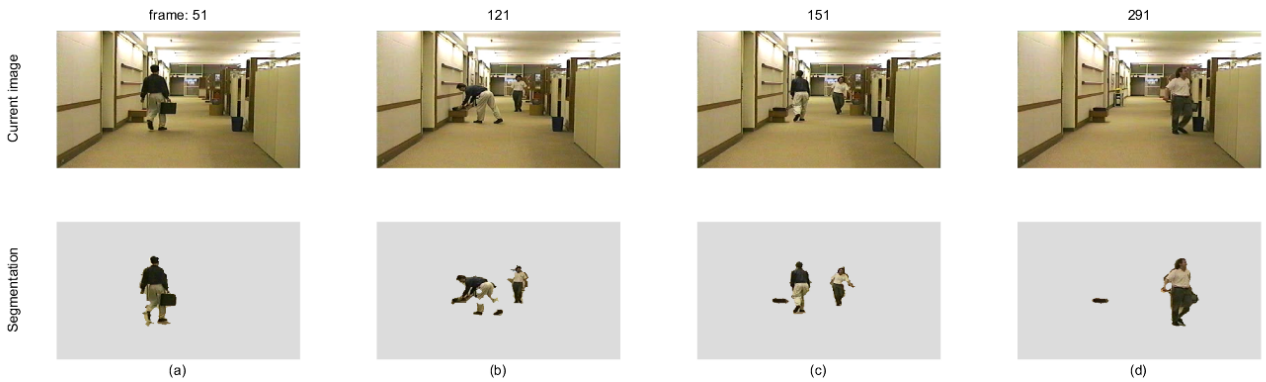 frame: 51 121 151 291
Current image
Segmentation
(a) (b) (c) (d)